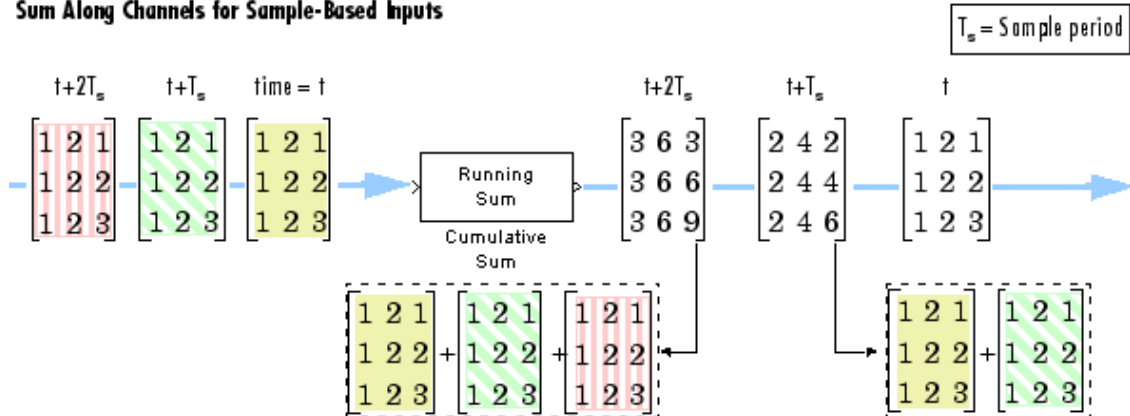 Sum Along Channels for Sample-Based Inputs
Tₛ = Sample period
t+2Tₛ t+Tₛ time = t t+2Tₛ t+Tₛ t
1 2 1 1 2 1 1 2 1 3 6 3 2 4 2 1 2 1
1 2 2 1 2 2 1 2 2 Running 3 6 6 2 4 4 1 2 2
Sum
1 2 3 1 2 3 1 2 3 3 6 9 2 4 6 1 2 3
Cumulative
Sum
1 2 1 1 2 1 1 2 1 1 2 1 1 2 1
1 2 2 + 1 2 2 + 1 2 2 1 2 2 + 1 2 2
1 2 3 1 2 3 1 2 3 1 2 3 1 2 3